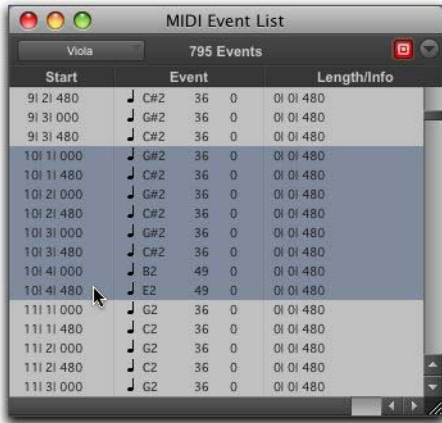 MIDI Event List
Viola 795 Events
Start Event Length/Info
9| 2| 480 C#2 36 0 0| 0| 480
9| 3| 000 G#2 36 0 0| 0| 480
9| 3| 480 C#2 36 0 0| 0| 480
10| 1| 000 G#2 36 0 0| 0| 480
10| 1| 480 C#2 36 0 0| 0| 480
10| 2| 000 G#2 36 0 0| 0| 480
10| 2| 480 C#2 36 0 0| 0| 480
10| 3| 000 G#2 36 0 0| 0| 480
10| 3| 480 C#2 36 0 0| 0| 480
10| 4| 000 B2 49 0 0| 0| 480
10| 4| 480 E2 49 0 0| 0| 480
11| 1| 000 G2 36 0 0| 0| 480
11| 1| 480 C2 36 0 0| 0| 480
11| 2| 000 G2 36 0 0| 0| 480
11| 2| 480 C2 36 0 0| 0| 480
11| 3| 000 G2 36 0 0| 0| 480